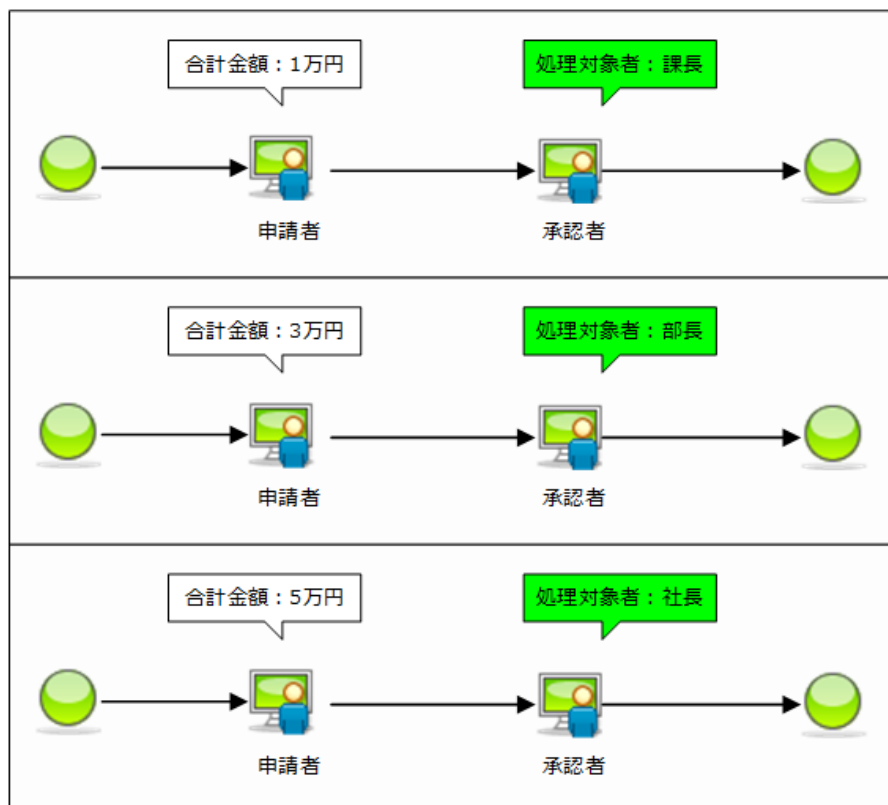 合計金額：1万円
処理対象者：課長
申請者
承認者
合計金額：3万円
処理対象者：部長
申請者
承認者
合計金額：5万円
処理対象者：社長
申請者
承認者